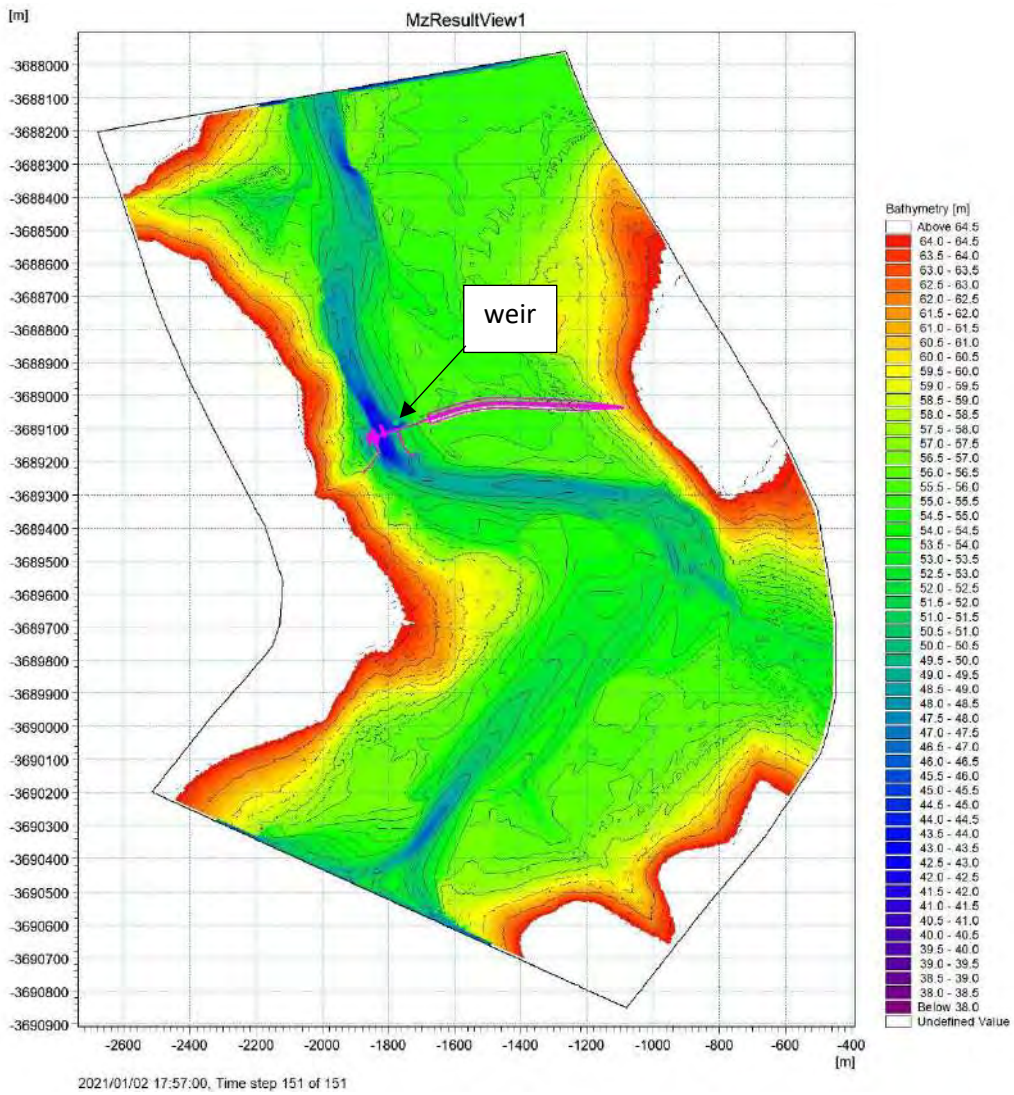 [m]
MzResultView1
-3688000
-3688100
-3688200
-3688300
-3688400
-3688500
-3688600
-3688700
-3688800
-3688900
-3689000
-3689100
-3689200
-3689300
-3689400
-3689500
-3689600
-3689700
-3689800
-3689900
-3690000
-3690100
-3690200
-3690300
-3690400
-3690500
-3690600
-3690700
-3690800
-3690900
weir
-2600 -2400 -2200 -2000 -1800 -1600 -1400 -1200 -1000 -800 -600 -400
[m]
2021/01/02 17:57:00, Time step 151 of 151
Bathymetry [m]
Above 64.5
64.0 - 64.5
63.5 - 64.0
63.0 - 63.5
62.5 - 63.0
62.0 - 62.5
61.5 - 62.0
61.0 - 61.5
60.5 - 61.0
60.0 - 60.5
59.5 - 60.0
59.0 - 59.5
58.5 - 59.0
58.0 - 58.5
57.5 - 58.0
57.0 - 57.5
56.5 - 57.0
56.0 - 56.5
55.5 - 56.0
55.0 - 55.5
54.5 - 55.0
54.0 - 54.5
53.5 - 54.0
53.0 - 53.5
52.5 - 53.0
52.0 - 52.5
51.5 - 52.0
51.0 - 51.5
50.5 - 51.0
50.0 - 50.5
49.5 - 50.0
49.0 - 49.5
48.5 - 49.0
48.0 - 48.5
47.5 - 48.0
47.0 - 47.5
46.5 - 47.0
46.0 - 46.5
45.5 - 46.0
45.0 - 45.5
44.5 - 45.0
44.0 - 44.5
43.5 - 44.0
43.0 - 43.5
42.5 - 43.0
42.0 - 42.5
41.5 - 42.0
41.0 - 41.5
40.5 - 41.0
40.0 - 40.5
39.5 - 40.0
39.0 - 39.5
38.5 - 39.0
38.0 - 38.5
Below 38.0
Undefined Value